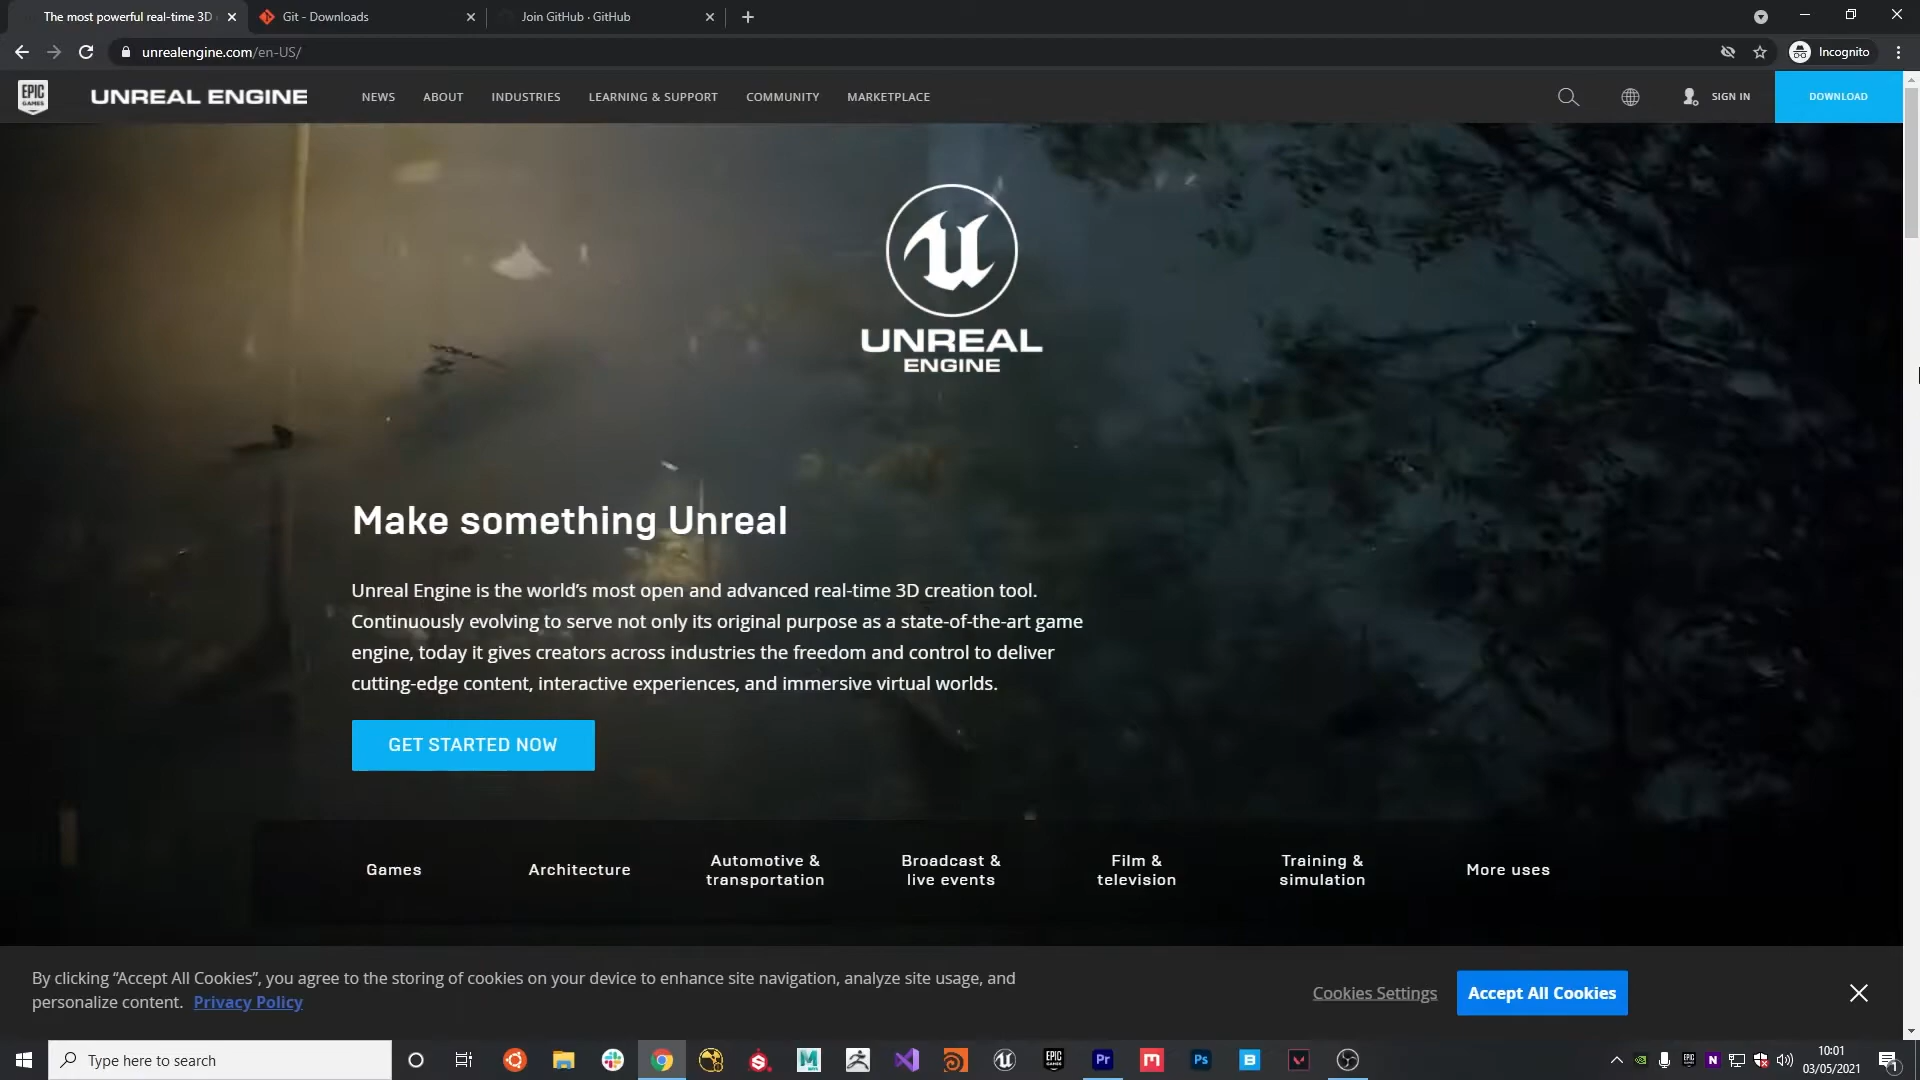 The most powerful real-time 3D
Git - Downloads
Join GitHub · GitHub
unrealengine.com/en-US/
Incognito
EPIC
GAMES
UNREAL ENGINE
NEWS
ABOUT
INDUSTRIES
LEARNING & SUPPORT
COMMUNITY
MARKETPLACE
SIGN IN
DOWNLOAD
UNREAL
ENGINE
Make something Unreal
Unreal Engine is the world’s most open and advanced real-time 3D creation tool.
Continuously evolving to serve not only its original purpose as a state-of-the-art game
engine, today it gives creators across industries the freedom and control to deliver
cutting-edge content, interactive experiences, and immersive virtual worlds.
GET STARTED NOW
Games
Architecture
Automotive &
transportation
Broadcast &
live events
Film &
television
Training &
simulation
More uses
By clicking “Accept All Cookies”, you agree to the storing of cookies on your device to enhance site navigation, analyze site usage, and
personalize content. Privacy Policy
Cookies Settings
Accept All Cookies
Type here to search
EPIC
Pr
Ps
B
N
10:01
03/05/2021
1